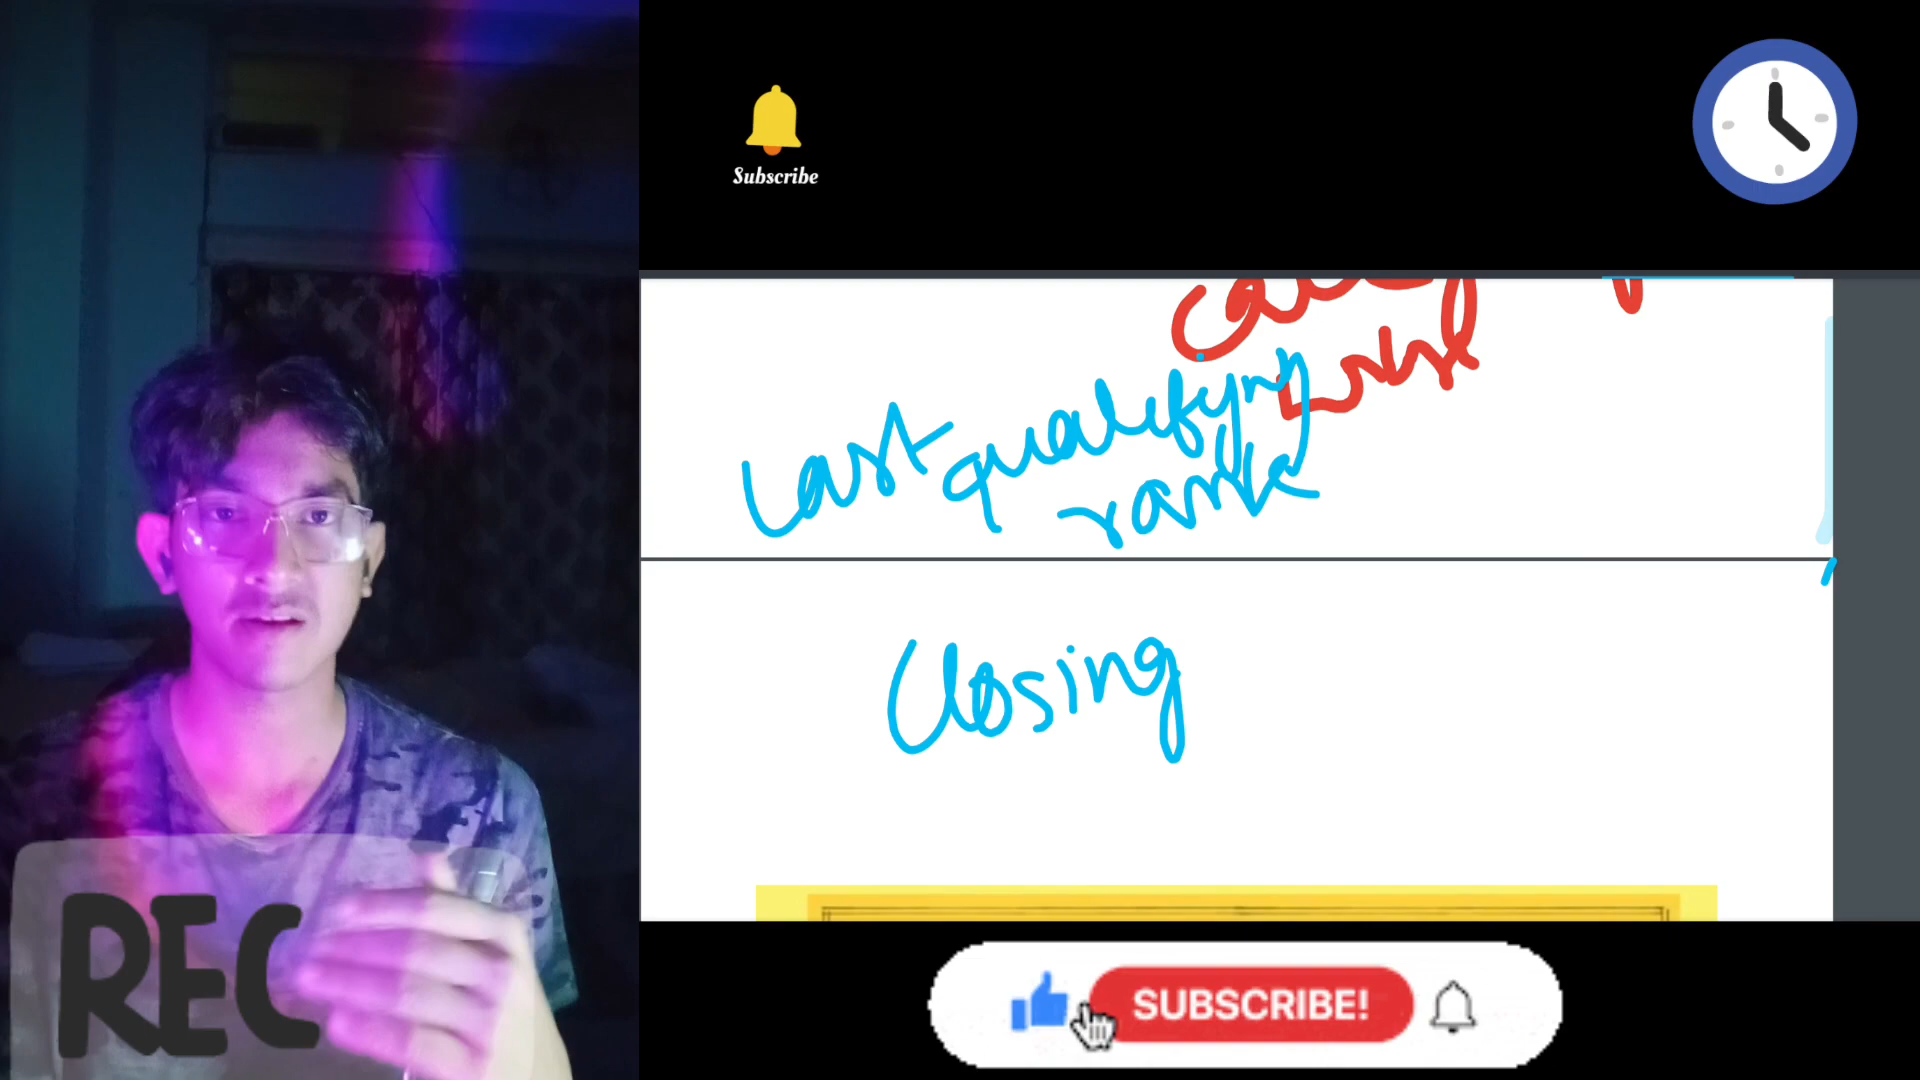 Subscribe
Last qualifying
rank
Closing
REC
SUBSCRIBE!